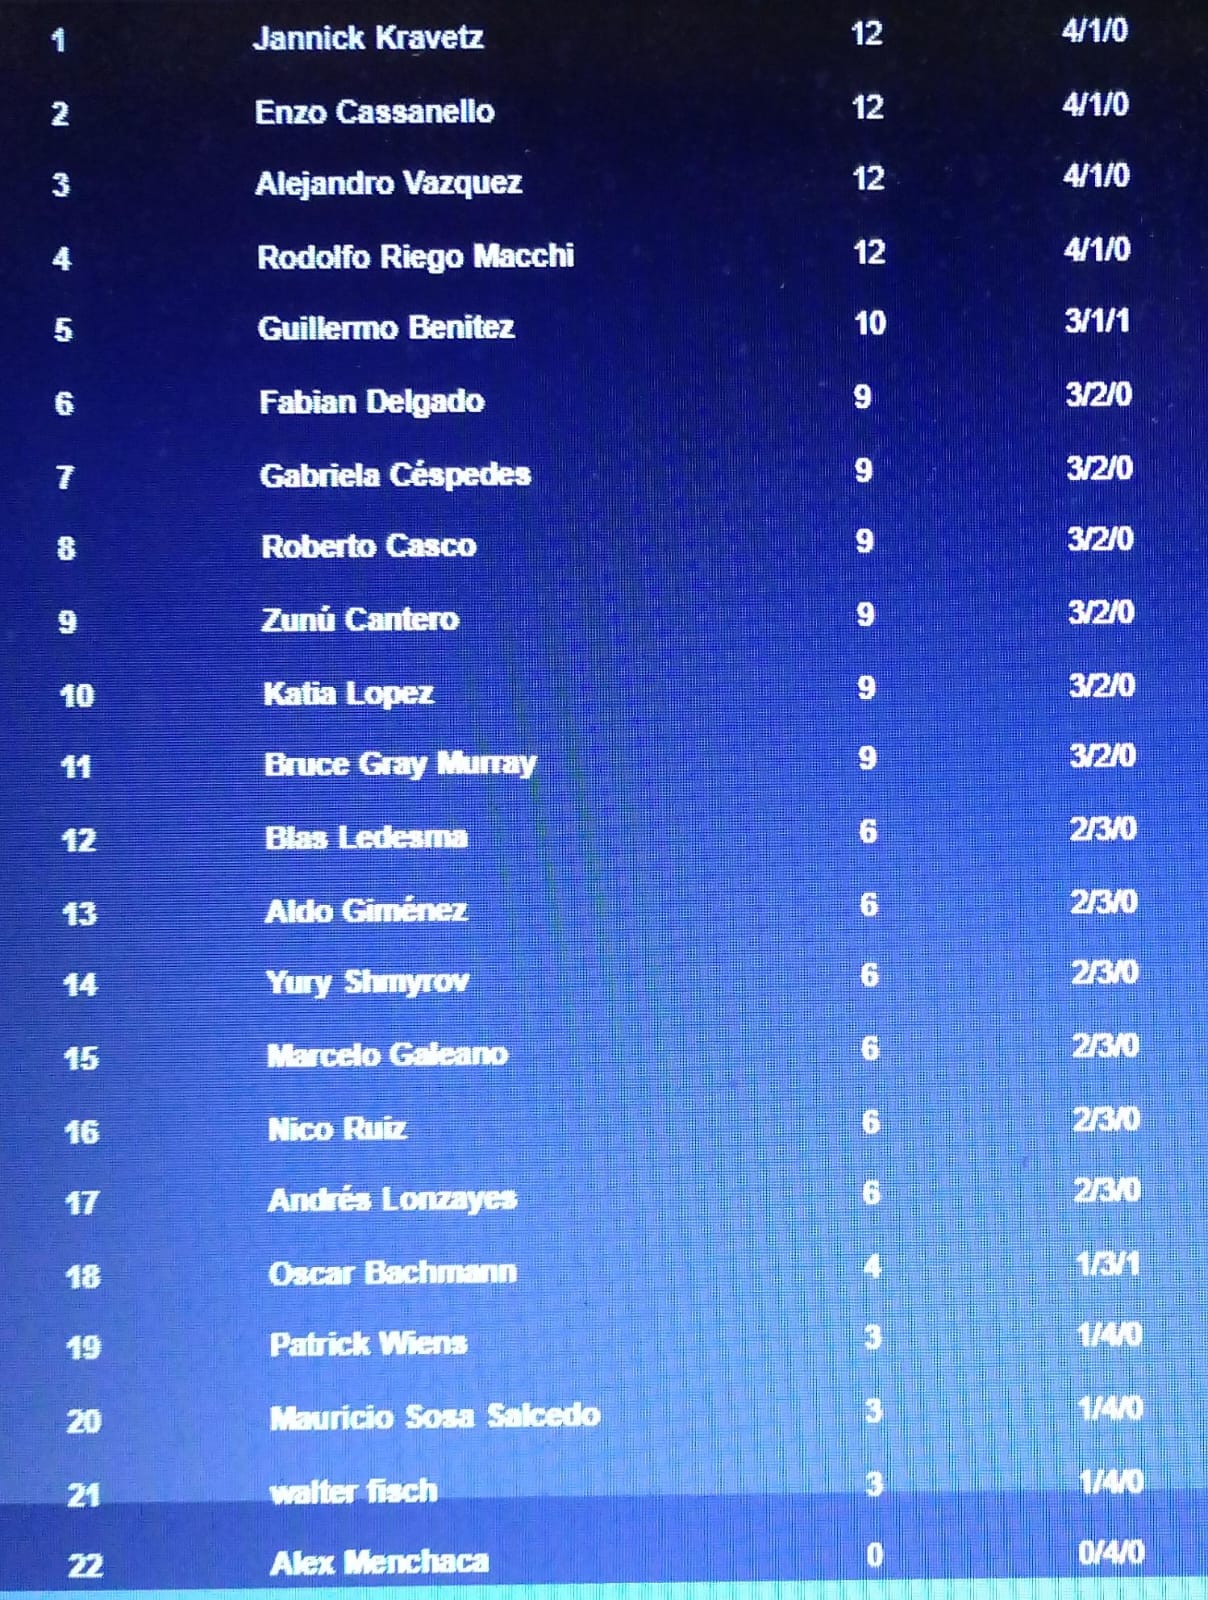 1 Jannick Kravetz 12 4/1/0
2 Enzo Cassanello 12 4/1/0
3 Alejandro Vazquez 12 4/1/0
4 Rodolfo Riego Macchi 12 4/1/0
5 Guillermo Benitez 10 3/1/1
6 Fabian Delgado 9 3/2/0
7 Gabriela Céspedes 9 3/2/0
8 Roberto Casco 9 3/2/0
9 Zunú Cantero 9 3/2/0
10 Katia Lopez 9 3/2/0
11 Bruce Gray Murray 9 3/2/0
12 Blas Ledesma 6 2/3/0
13 Aldo Giménez 6 2/3/0
14 Yury Shmyrov 6 2/3/0
15 Marcelo Galeano 6 2/3/0
16 Nico Ruiz 6 2/3/0
17 Andrés Lonzayes 6 2/3/0
18 Oscar Bachmann 4 1/3/1
19 Patrick Wiens 3 1/4/0
20 Mauricio Sosa Salcedo 3 1/4/0
21 walter fisch 3 1/4/0
22 Alex Menchaca 0 0/4/0